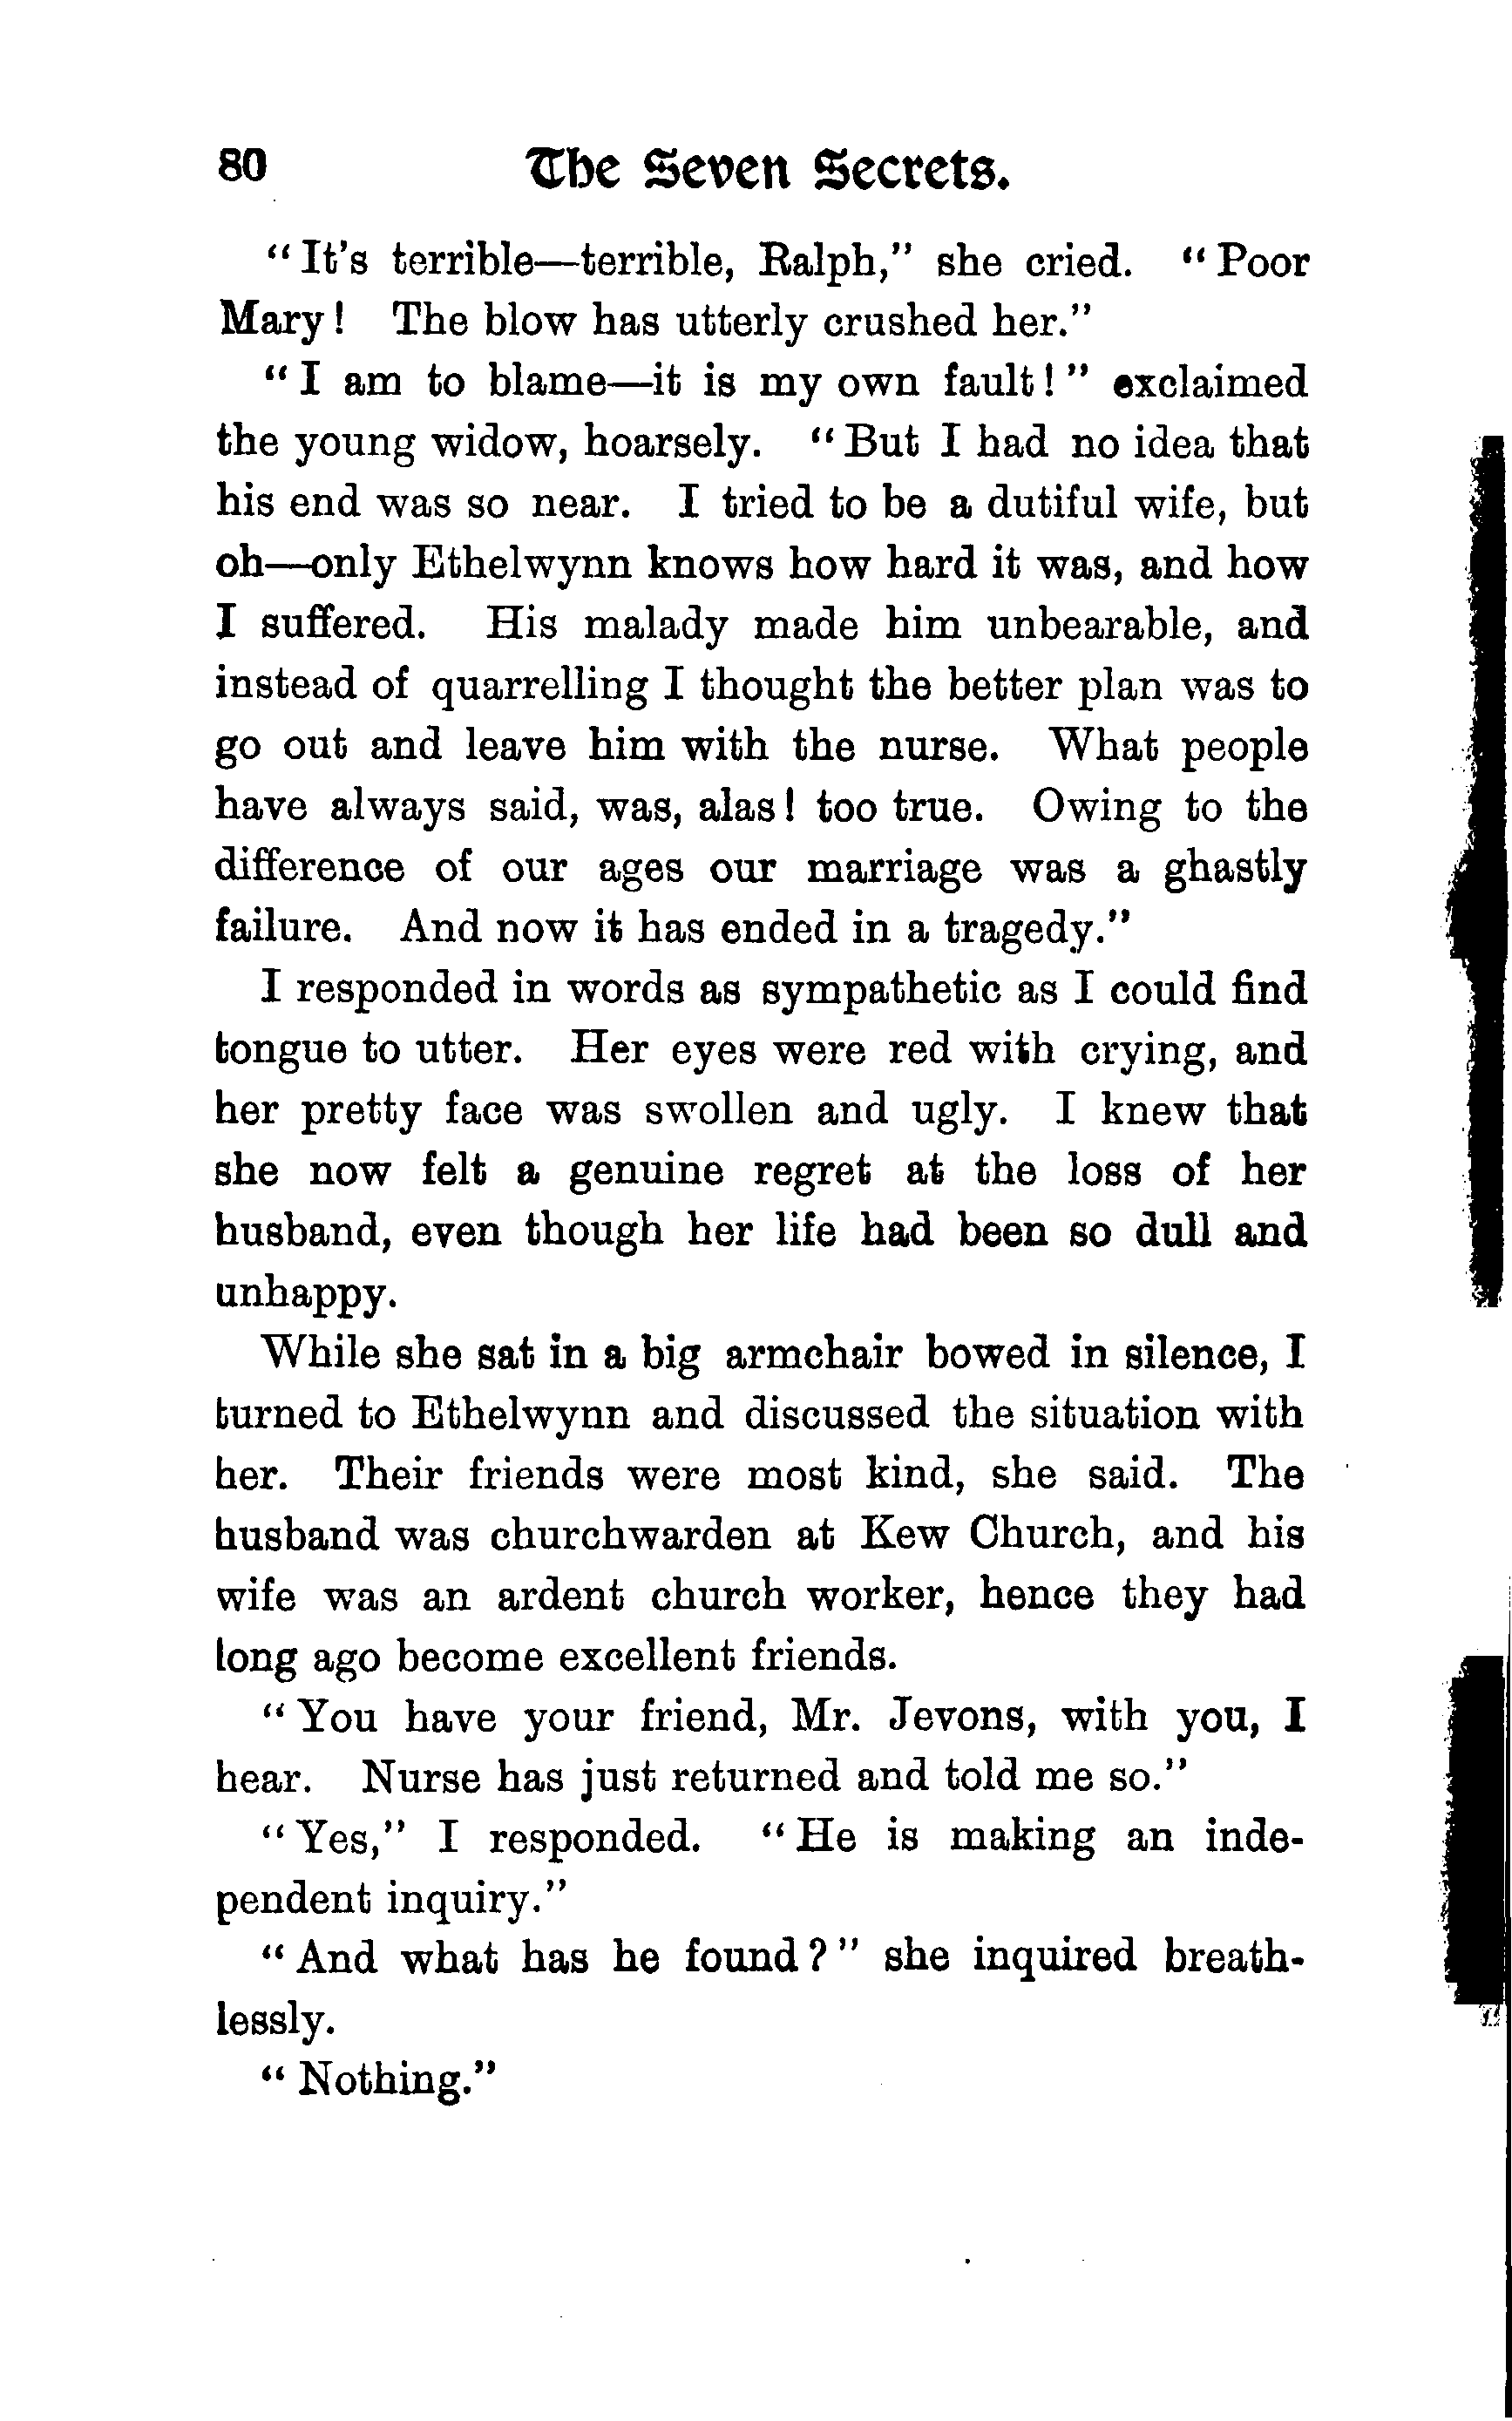 80 The Seven Secrets.
"It's terrible—terrible, Ralph," she cried. "Poor
Mary! The blow has utterly crushed her."
"I am to blame—it is my own fault!" exclaimed
the young widow, hoarsely. "But I had no idea that
his end was so near. I tried to be a dutiful wife, but
oh—only Ethelwynn knows how hard it was, and how
I suffered. His malady made him unbearable, and
instead of quarrelling I thought the better plan was to
go out and leave him with the nurse. What people
have always said, was, alas! too true. Owing to the
difference of our ages our marriage was a ghastly
failure. And now it has ended in a tragedy."
I responded in words as sympathetic as I could find
tongue to utter. Her eyes were red with crying, and
her pretty face was swollen and ugly. I knew that
she now felt a genuine regret at the loss of her
husband, even though her life had been so dull and
unhappy.
While she sat in a big armchair bowed in silence, I
turned to Ethelwynn and discussed the situation with
her. Their friends were most kind, she said. The
husband was churchwarden at Kew Church, and his
wife was an ardent church worker, hence they had
long ago become excellent friends.
"You have your friend, Mr. Jevons, with you, I
hear. Nurse has just returned and told me so."
"Yes," I responded. "He is making an inde-
pendent inquiry."
"And what has he found?" she inquired breath-
lessly.
"Nothing."